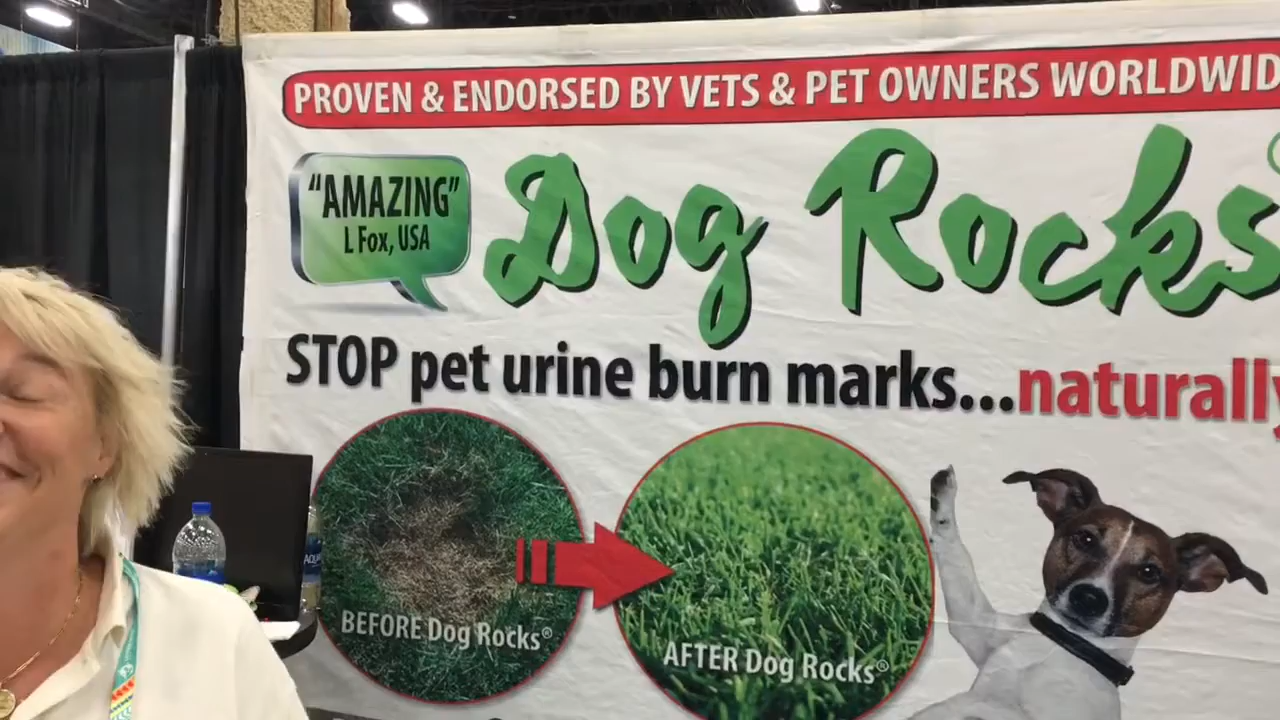 PROVEN & ENDORSED BY VETS & PET OWNERS WORLDWID
"AMAZING"
L Fox, USA
Dog Rocks
STOP pet urine burn marks...naturally
BEFORE Dog Rocks®
AFTER Dog Rocks®